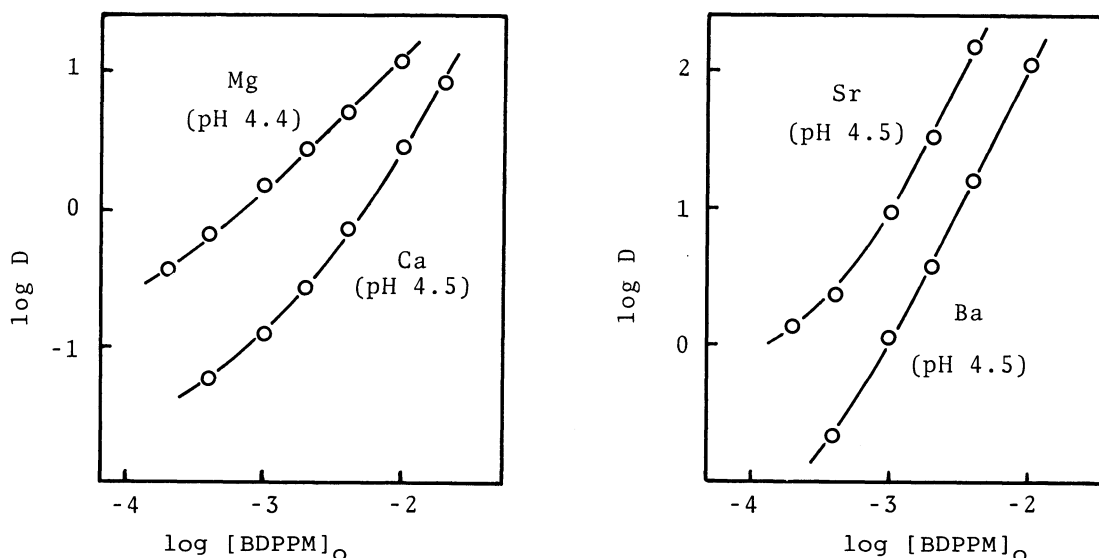 1
0
-1
log D
Mg
(pH 4.4)
Ca
(pH 4.5)
-4
-3
-2
log [BDPPM]o
2
1
0
log D
Sr
(pH 4.5)
Ba
(pH 4.5)
-4
-3
-2
log [BDPPM]o